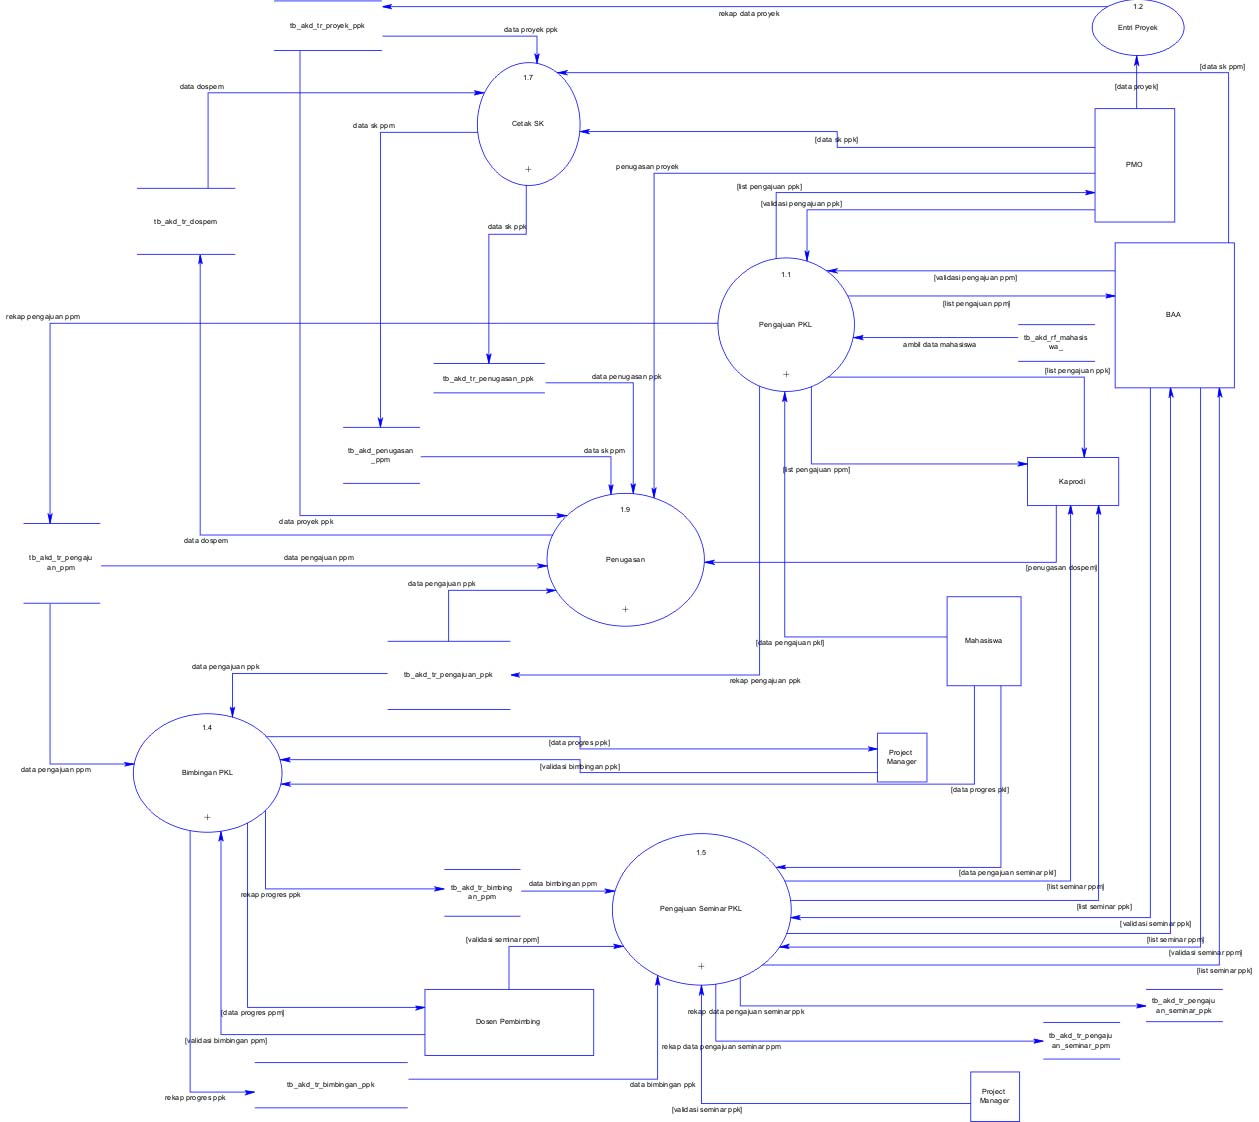 1.2
rekap data proyek
tb_akd_tr_proyek_ppk
Entri Proyek
data proyek ppk
[data sk ppm]
1.7
data dospem
[data proyek]
Cetak SK
data sk ppm
[data sk ppk]
PMO
penugasan proyek
[list pengajuan ppk]
[validasi pengajuan ppk]
tb_akd_tr_dospem
data sk ppk
1.1
[validasi pengajuan ppm]
[list pengajuan ppm]
BAA
rekap pengajuan ppm
Pengajuan PKL
tb_akd_rf_mahasis
wa_
ambil data mahasiswa
[list pengajuan ppk]
tb_akd_tr_penugasan_ppk
data penugasan ppk
tb_akd_penugasan
_ppm
data sk ppm
[list pengajuan ppm]
Kaprodi
1.9
data proyek ppk
data dospem
tb_akd_tr_pengaju
an_ppm
data pengajuan ppm
Penugasan
[penugasan dospem]
data pengajuan ppk
[data pengajuan pkl]
Mahasiswa
data pengajuan ppk
tb_akd_tr_pengajuan_ppk
rekap pengajuan ppk
1.4
[data progres ppk]
Project
Manager
data pengajuan ppm
Bimbingan PKL
[validasi bimbingan ppk]
[data progres pkl]
1.5
[data pengajuan seminar pkl]
rekap progres ppk
tb_akd_tr_bimbing
an_ppm
data bimbingan ppm
[list seminar ppm]
Pengajuan Seminar PKL
[list seminar ppk]
[validasi seminar ppk]
[validasi seminar ppm]
[list seminar ppm]
[validasi seminar ppm]
[list seminar ppk]
[data progres ppm]
Dosen Pembimbing
rekap data pengajuan seminar ppk
tb_akd_tr_pengaju
an_seminar_ppk
[validasi bimbingan ppm]
rekap data pengajuan seminar ppm
tb_akd_tr_pengaju
an_seminar_ppm
rekap progres ppk
tb_akd_tr_bimbingan_ppk
data bimbingan ppk
[validasi seminar ppk]
Project
Manager